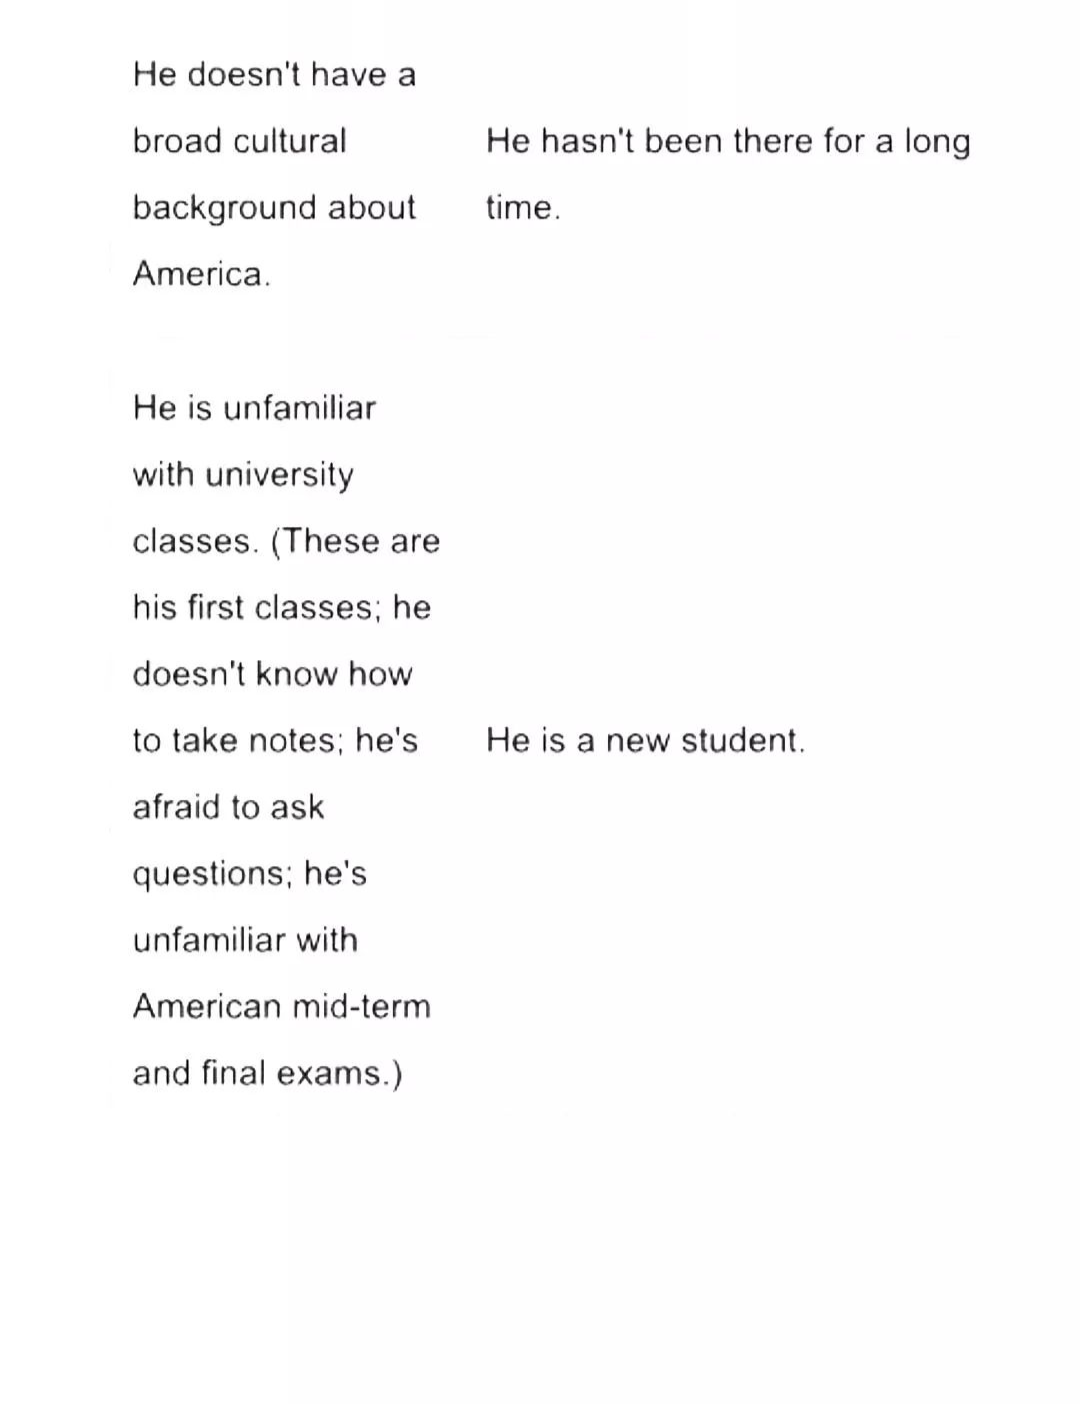 He doesn't have a
broad cultural
background about
America.
He hasn't been there for a long
time.
He is unfamiliar
with university
classes. (These are
his first classes; he
doesn't know how
to take notes; he's
afraid to ask
questions; he's
unfamiliar with
American mid-term
and final exams.)
He is a new student.